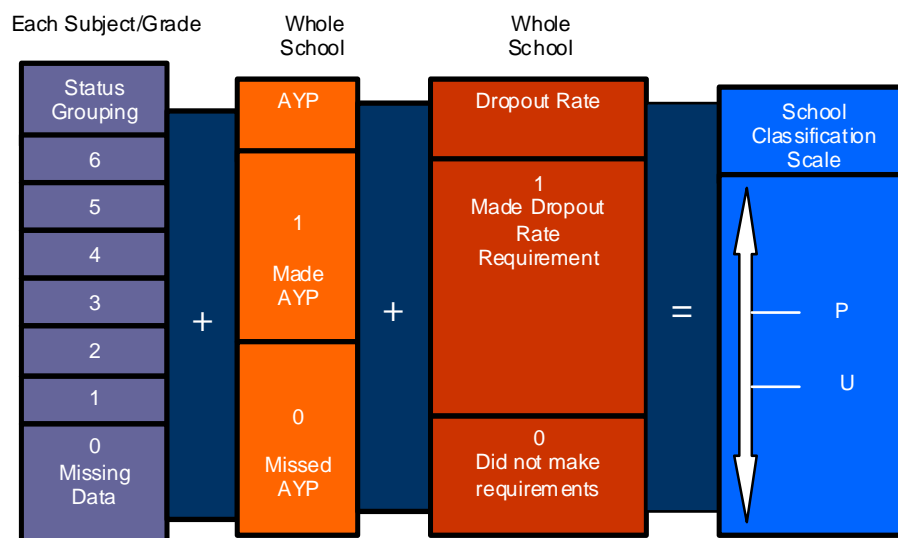 Each Subject/Grade
Status
Grouping
6
5
4
3
2
1
0
Missing
Data
+
Whole
School
AYP
1
Made
AYP
0
Missed
AYP
+
Whole
School
Dropout Rate
1
Made Dropout
Rate
Requirement
0
Did not make
requirements
=
School
Classification
Scale
P
U